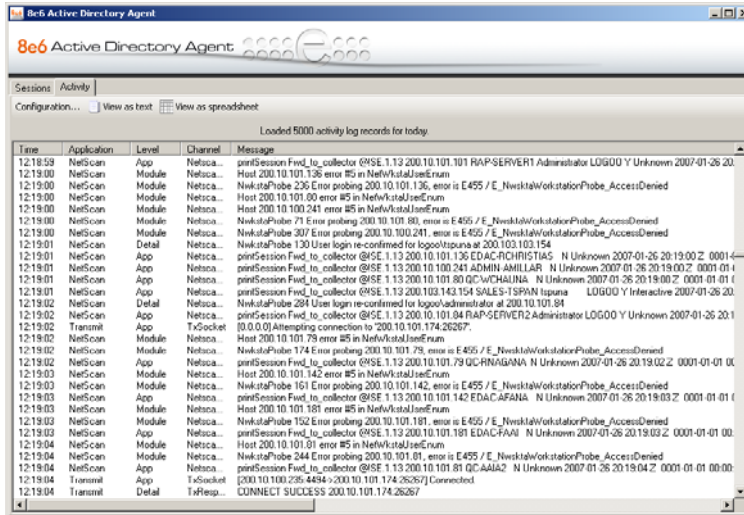 8e6 Active Directory Agent
8e6 Active Directory Agent
Sessions Activity
Configuration... View as text View as spreadsheet
Loaded 5000 activity log records for today.
Time Application Level Channel Message
12:18:59 NetScan App Netsca... printSession Fwd_to_collector @ISE.1.13 200.10.101.101 RAP-SERVER1 Administrator LOGOO Y Unknown 2007-01-26 20:
12:19:00 NetScan Module Netsca... Host 200.10.101.136 error #5 in NetWkstaUserEnum
12:19:00 NetScan Module Netsca... NwkstaProbe 236 Error probing 200.10.101.136, error is E455 / E_NwsktaWorkstationProbe_AccessDenied
12:19:00 NetScan Module Netsca... Host 200.10.101.80 error #5 in NetWkstaUserEnum
12:19:00 NetScan Module Netsca... Host 200.10.100.241 error #5 in NetWkstaUserEnum
12:19:00 NetScan Module Netsca... NwkstaProbe 71 Error probing 200.10.101.80, error is E455 / E_NwsktaWorkstationProbe_AccessDenied
12:19:00 NetScan Module Netsca... NwkstaProbe 307 Error probing 200.10.100.241, error is E455 / E_NwsktaWorkstationProbe_AccessDenied
12:19:01 NetScan Detail Netsca... NwkstaProbe 130 User login re-confirmed for logoo\tspuna at 200.103.103.154
12:19:01 NetScan App Netsca... printSession Fwd_to_collector @ISE.1.13 200.10.101.136 EDAC-RCHRISTIAS N Unknown 2007-01-26 20:19:00 Z 0001-
12:19:01 NetScan App Netsca... printSession Fwd_to_collector @ISE.1.13 200.10.100.241 ADMIN-AMILLAR N Unknown 2007-01-26 20:19:00 Z 0001-01-
12:19:01 NetScan App Netsca... printSession Fwd_to_collector @ISE.1.13 200.10.101.80 QC-WCHAUNA N Unknown 2007-01-26 20:19:00 Z 0001-01-01
12:19:01 NetScan App Netsca... printSession Fwd_to_collector @ISE.1.13 200.103.143.154 SALES-TSPAN tspuna LOGOO Y Interactive 2007-01-26 20:
12:19:02 NetScan Detail Netsca... NwkstaProbe 284 User login re-confirmed for logoo\administrator at 200.10.101.84
12:19:02 NetScan App Netsca... printSession Fwd_to_collector @ISE.1.13 200.10.101.84 RAP-SERVER2 Administrator LOGOO Y Unknown 2007-01-26 20:1
12:19:02 Transmit App TxSocket [0.0.0.0] Attempting connection to '200.10.101.174:26267'.
12:19:02 NetScan Module Netsca... Host 200.10.101.79 error #5 in NetWkstaUserEnum
12:19:02 NetScan Module Netsca... NwkstaProbe 174 Error probing 200.10.101.79, error is E455 / E_NwsktaWorkstationProbe_AccessDenied
12:19:02 NetScan App Netsca... printSession Fwd_to_collector @ISE.1.13 200.10.101.79 QC-RNAGANA N Unknown 2007-01-26 20:19:02 Z 0001-01-01 00
12:19:03 NetScan Module Netsca... Host 200.10.101.142 error #5 in NetWkstaUserEnum
12:19:03 NetScan Module Netsca... NwkstaProbe 161 Error probing 200.10.101.142, error is E455 / E_NwsktaWorkstationProbe_AccessDenied
12:19:03 NetScan App Netsca... printSession Fwd_to_collector @ISE.1.13 200.10.101.142 EDAC-AFANA N Unknown 2007-01-26 20:19:03 Z 0001-01-01
12:19:03 NetScan Module Netsca... Host 200.10.101.181 error #5 in NetWkstaUserEnum
12:19:03 NetScan Module Netsca... NwkstaProbe 152 Error probing 200.10.101.181, error is E455 / E_NwsktaWorkstationProbe_AccessDenied
12:19:03 NetScan App Netsca... printSession Fwd_to_collector @ISE.1.13 200.10.101.181 EDAC-FAAI N Unknown 2007-01-26 20:19:03 Z 0001-01-01 00:
12:19:04 NetScan Module Netsca... Host 200.10.101.81 error #5 in NetWkstaUserEnum
12:19:04 NetScan Module Netsca... NwkstaProbe 244 Error probing 200.10.101.81, error is E455 / E_NwsktaWorkstationProbe_AccessDenied
12:19:04 NetScan App Netsca... printSession Fwd_to_collector @ISE.1.13 200.10.101.81 QC-AAIA2 N Unknown 2007-01-26 20:19:04 Z 0001-01-01 00:00:
12:19:04 Transmit App TxSocket [200.10.100.235:4494->200.10.101.174:26267] Connected.
12:19:04 Transmit Detail TxResp... CONNECT SUCCESS 200.10.101.174:26267